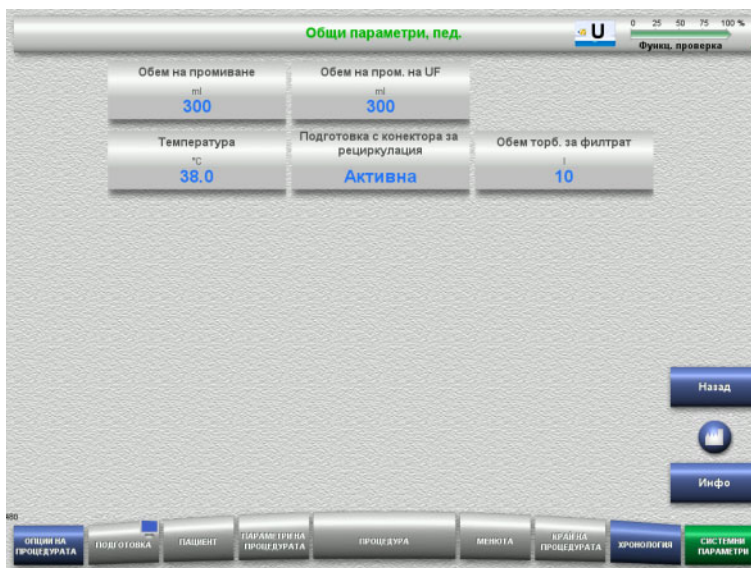 Общи параметри, пед.
U
0 25 50 75 100 %
Функц. проверка
Обем на промиване
ml
300
Обем на пром. на UF
ml
300
Температура
°C
38.0
Подготовка с конектора за
рециркулация
Активна
Обем торб. за филтрат
l
10
Назад
Инфо
480
ОПЦИИ НА
ПРОЦЕДУРАТА
ПОДГОТОВКА
ПАЦИЕНТ
ПАРАМЕТРИ НА
ПРОЦЕДУРАТА
ПРОЦЕДУРА
МЕНЮТА
КРАЙ НА
ПРОЦЕДУРАТА
ХРОНОЛОГИЯ
СИСТЕМНИ
ПАРАМЕТРИ